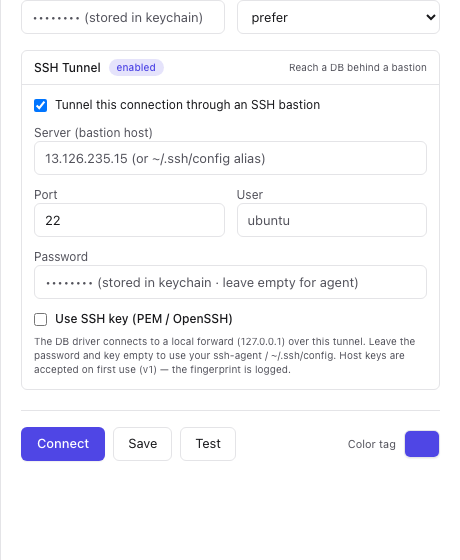 •••••••• (stored in keychain)
prefer
SSH Tunnel enabled Reach a DB behind a bastion
Tunnel this connection through an SSH bastion
Server (bastion host)
13.126.235.15 (or ~/.ssh/config alias)
Port User
22 ubuntu
Password
•••••••• (stored in keychain · leave empty for agent)
Use SSH key (PEM / OpenSSH)
The DB driver connects to a local forward (127.0.0.1) over this tunnel. Leave the
password and key empty to use your ssh-agent / ~/.ssh/config. Host keys are
accepted on first use (v1) — the fingerprint is logged.
Connect Save Test Color tag